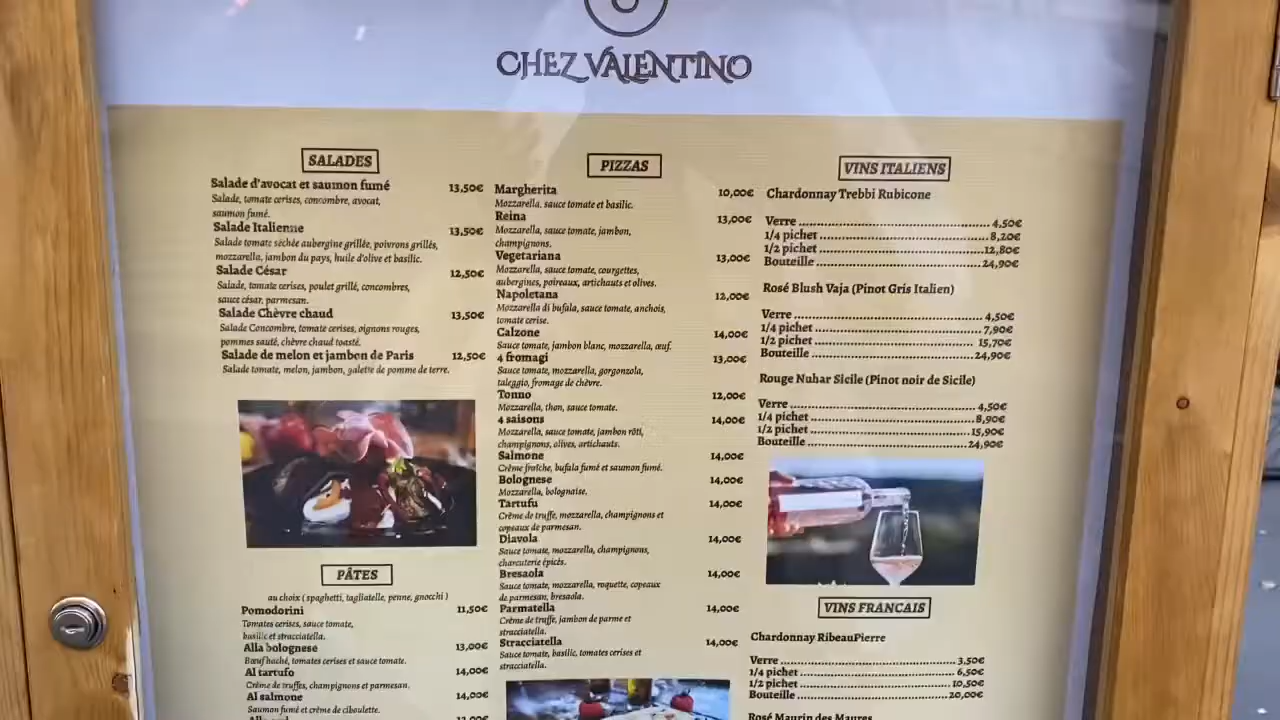 CHEZ VALENTINO
SALADES
Salade d'avocat et saumon fumé 13,50€
Salade, tomate cerises, concombre, avocat,
saumon fumé.
Salade Italienne 13,50€
Salade tomate séchée aubergine grillée, poivrons grillés,
mozzarella, jambon du pays, huile d'olive et basilic.
Salade César 12,50€
Salade, tomate cerises, poulet grillé, concombres,
sauce césar, parmesan.
Salade Chèvre chaud 13,50€
Salade Concombre, tomate cerises, oignons rouges,
pommes sauté, chèvre chaud toasté.
Salade de melon et jambon de Paris 12,50€
Salade tomate, melon, jambon, galette de pomme de terre.
PÂTES
au choix ( spaghetti, tagliatelle, penne, gnocchi )
Pomodorini 11,50€
Tomates cerises, sauce tomate,
basilic et stracciatella.
Alla bolognese 13,00€
Bœuf haché, tomates cerises et sauce tomate.
Al tartufo 14,00€
Crème de truffes, champignons et parmesan.
Al salmone 14,00€
Saumon fumé et crème de ciboulette.
PIZZAS
Margherita 10,00€
Mozzarella, sauce tomate et basilic.
Reina 13,00€
Mozzarella, sauce tomate, jambon,
champignons.
Vegetariana 13,00€
Mozzarella, sauce tomate, courgettes,
aubergines, poireaux, artichauts et olives.
Napoletana 12,00€
Mozzarella di bufala, sauce tomate, anchois,
tomate cerise.
Calzone 14,00€
Sauce tomate, jambon blanc, mozzarella, œuf.
4 fromagi 13,00€
Sauce tomate, mozzarella, gorgonzola,
taleggio, fromage de chèvre.
Tonno 12,00€
Mozzarella, thon, sauce tomate.
4 saisons 14,00€
Mozzarella, sauce tomate, jambon rôti,
champignons, olives, artichauts.
Salmone 14,00€
Crème fraîche, bufala fumé et saumon fumé.
Bolognese 14,00€
Mozzarella, bolognaise.
Tartufu 14,00€
Crème de truffe, mozzarella, champignons et
copeaux de parmesan.
Diavola 14,00€
Sauce tomate, mozzarella, champignons,
charcuterie épicés.
Bresaola 14,00€
Sauce tomate, mozzarella, roquette, copeaux
de parmesan, bresaola.
Parmatella 14,00€
Crème de truffe, jambon de parme et
stracciatella.
Stracciatella 14,00€
Sauce tomate, basilic, tomates cerises et
stracciatella.
VINS ITALIENS
Chardonnay Trebbi Rubicone
Verre 4,50€
1/4 pichet 8,20€
1/2 pichet 12,80€
Bouteille 24,90€
Rosé Blush Vaja (Pinot Gris Italien)
Verre 4,50€
1/4 pichet 7,90€
1/2 pichet 15,70€
Bouteille 24,90€
Rouge Nuhar Sicile (Pinot noir de Sicile)
Verre 4,50€
1/4 pichet 8,90€
1/2 pichet 15,90€
Bouteille 24,90€
VINS FRANCAIS
Chardonnay RibeauPierre
Verre 3,50€
1/4 pichet 6,50€
1/2 pichet 10,50€
Bouteille 20,00€
Rosé Maurin des Maures